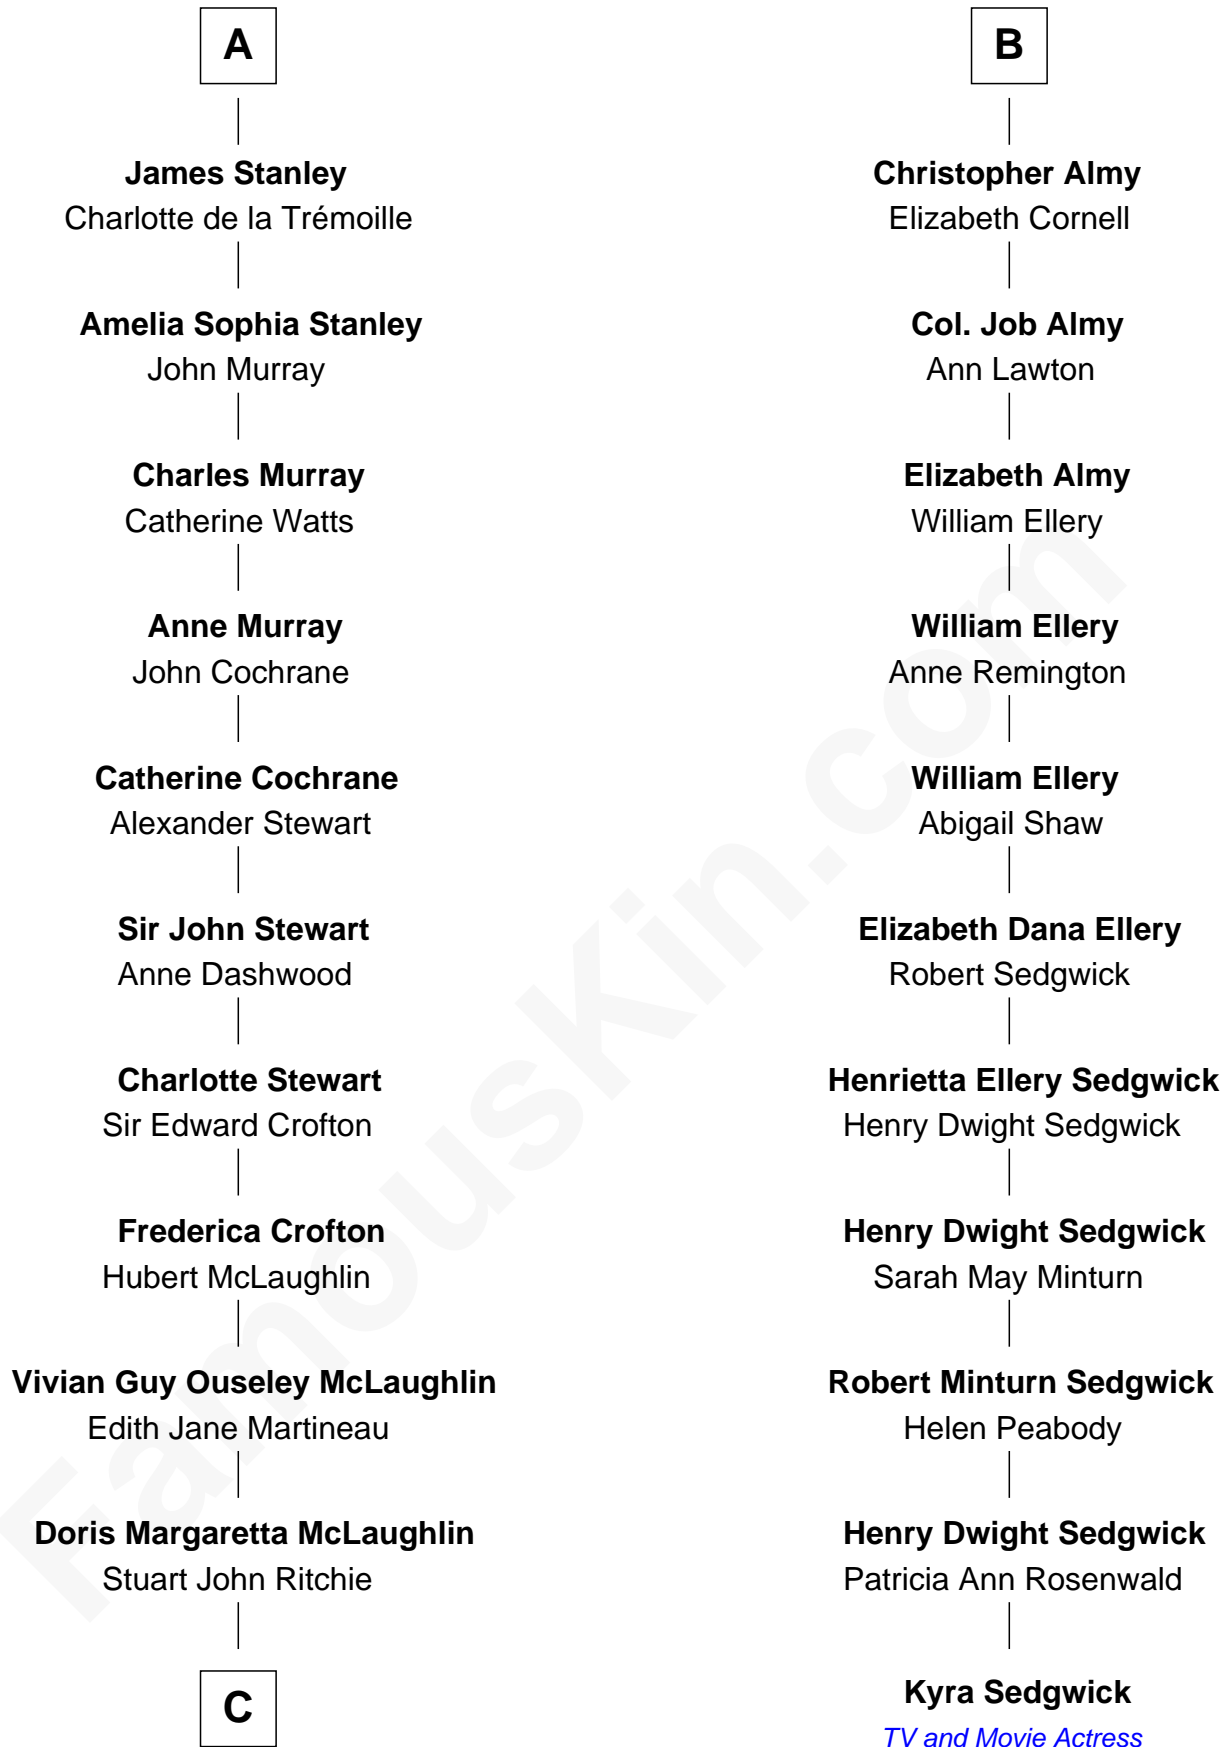 A
James Stanley
Charlotte de la Trémoille
Amelia Sophia Stanley
John Murray
Charles Murray
Catherine Watts
Anne Murray
John Cochrane
Catherine Cochrane
Alexander Stewart
Sir John Stewart
Anne Dashwood
Charlotte Stewart
Sir Edward Crofton
Frederica Crofton
Hubert McLaughlin
Vivian Guy Ouseley McLaughlin
Edith Jane Martineau
Doris Margaretta McLaughlin
Stuart John Ritchie
C
B
Christopher Almy
Elizabeth Cornell
Col. Job Almy
Ann Lawton
Elizabeth Almy
William Ellery
William Ellery
Anne Remington
William Ellery
Abigail Shaw
Elizabeth Dana Ellery
Robert Sedgwick
Henrietta Ellery Sedgwick
Henry Dwight Sedgwick
Henry Dwight Sedgwick
Sarah May Minturn
Robert Minturn Sedgwick
Helen Peabody
Henry Dwight Sedgwick
Patricia Ann Rosenwald
Kyra Sedgwick
TV and Movie Actress
FamousKin.com